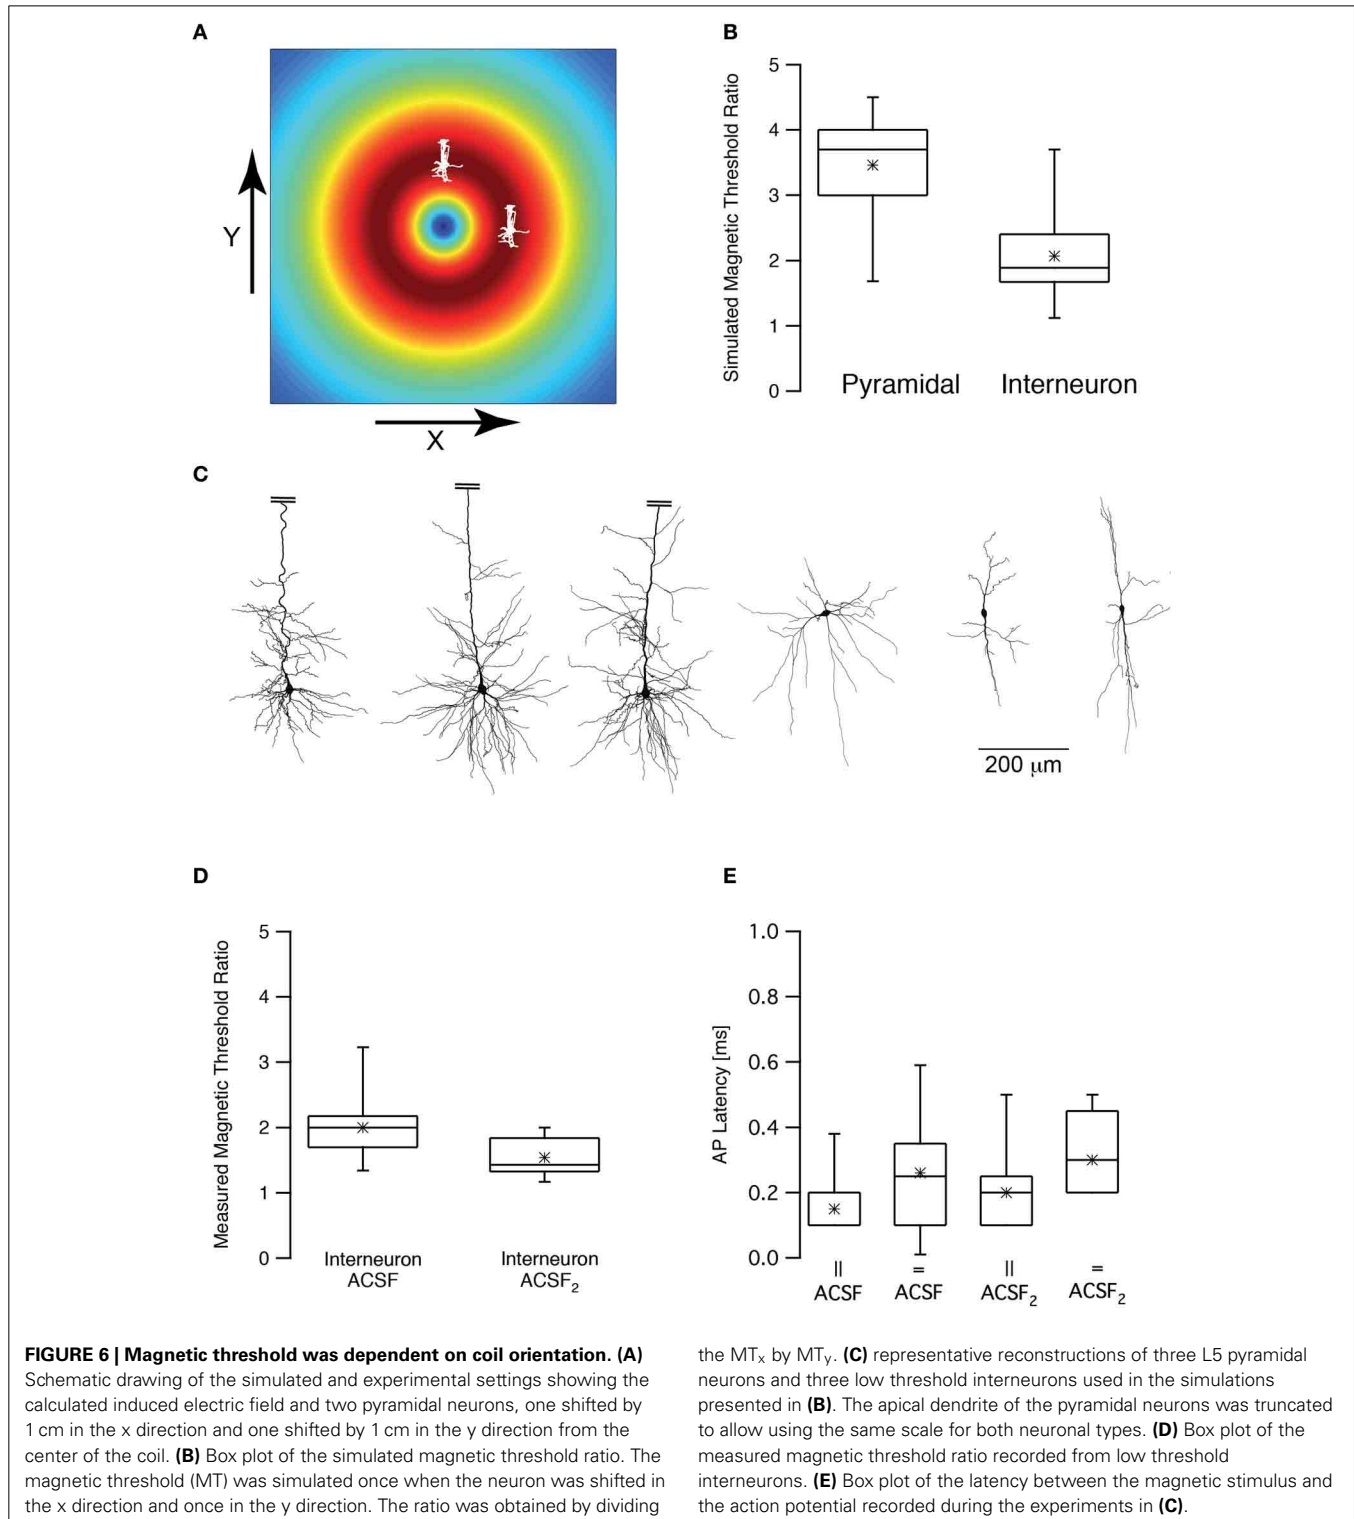 A
Y
X
B
Simulated Magnetic Threshold Ratio
5
4
3
2
1
0
Pyramidal
Interneuron
C
200 µm
D
Measured Magnetic Threshold Ratio
5
4
3
2
1
0
Interneuron
ACSF
Interneuron
ACSF2
E
AP Latency [ms]
1.0
0.8
0.6
0.4
0.2
0.0
||
ACSF
=
ACSF
||
ACSF2
=
ACSF2
FIGURE 6 | Magnetic threshold was dependent on coil orientation. (A)
Schematic drawing of the simulated and experimental settings showing the
calculated induced electric field and two pyramidal neurons, one shifted by
1 cm in the x direction and one shifted by 1 cm in the y direction from the
center of the coil. (B) Box plot of the simulated magnetic threshold ratio. The
magnetic threshold (MT) was simulated once when the neuron was shifted in
the x direction and once in the y direction. The ratio was obtained by dividing
the MTx by MTy. (C) representative reconstructions of three L5 pyramidal
neurons and three low threshold interneurons used in the simulations
presented in (B). The apical dendrite of the pyramidal neurons was truncated
to allow using the same scale for both neuronal types. (D) Box plot of the
measured magnetic threshold ratio recorded from low threshold
interneurons. (E) Box plot of the latency between the magnetic stimulus and
the action potential recorded during the experiments in (C).